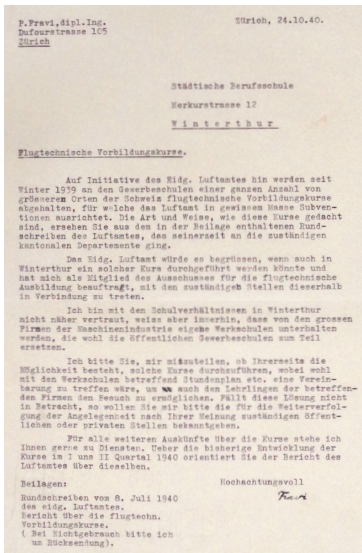 P.Fravi,dipl.Ing.
Dufourstrasse 105
Zürich
Zürich, 24.10.40.
Städtische Berufsschule
Merkurstrasse 12
W i n t e r t h u r
Flugtechnische Vorbildungskurse.
Auf Initiative des Eidg. Luftamtes hin werden seit
Winter 1939 an den Gewerbeschulen einer ganzen Anzahl von
grösseren Orten der Schweiz flugtechnische Vorbildungskurse
abgehalten, für welche das Luftamt in gewissem Masse Subven-
tionen ausrichtet. Die Art und Weise, wie diese Kurse gedacht
sind, ersehen Sie aus den in der Beilage enthaltenen Rund-
schreiben des Luftamtes, das seinerzeit an die zuständigen
kantonalen Departemente ging.
Das Eidg. Luftamt würde es begrüssen, wenn auch in
Winterthur ein solcher Kurs durchgeführt werden könnte und
hat mich als Mitglied des Ausschusses für die flugtechnische
Ausbildung beauftragt, mit den zuständigen Stellen dieserhalb
in Verbindung zu treten.
Ich bin mit den Schulverhältnissen in Winterthur
nicht näher vertraut, weiss aber immerhin, dass von den grossen
Firmen der Maschinenindustrie eigene Werkschulen unterhalten
werden, die wohl die öffentlichen Gewerbeschulen zum Teil
ersetzen.
Ich bitte Sie, mir mitzuteilen, ob Ihrerseits die
Möglichkeit besteht, solche Kurse durchzuführen, wobei wohl
mit den Werkschulen betreffend Stundenplan etc. eine Verein-
barung zu treffen wäre, um auch den Lehrlingen der betreffen-
den Firmen den Besuch zu ermöglichen. Fällt diese Lösung nicht
in Betracht, so wollen Sie mir bitte die für die Weiterverfol-
gung der Angelegenheit nach Ihrer Meinung zuständigen öffent-
lichen oder privaten Stellen bekanntgeben.
Für alle weiteren Auskünfte über die Kurse stehe ich
Ihnen gerne zu Diensten. Ueber die bisherige Entwicklung der
Kurse im I uns II Quartal 1940 orientiert Sie der Bericht des
Luftamtes über dieselben.
Hochachtungsvoll
Fravi
Beilagen:
Rundschreiben vom 8. Juli 1940
des eidg. Luftamtes.
Bericht über die flugtechn.
Vorbildungskurse.
( Bei Nichtgebrauch bitte ich
um Rücksendung).